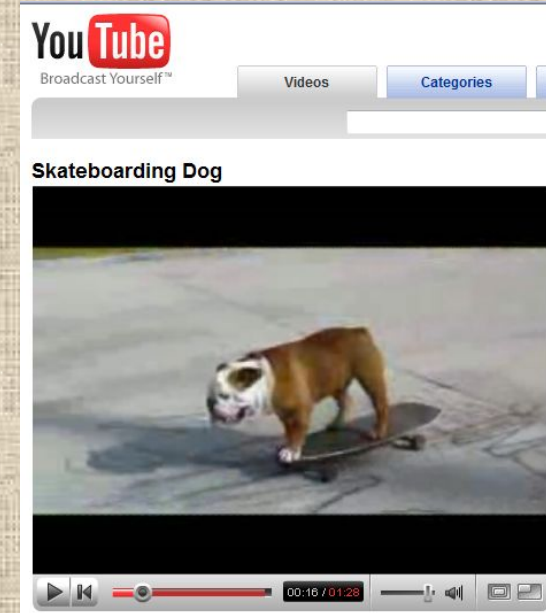 YouTube
Broadcast Yourself™
Videos Categories
Skateboarding Dog
00:16 / 01:28